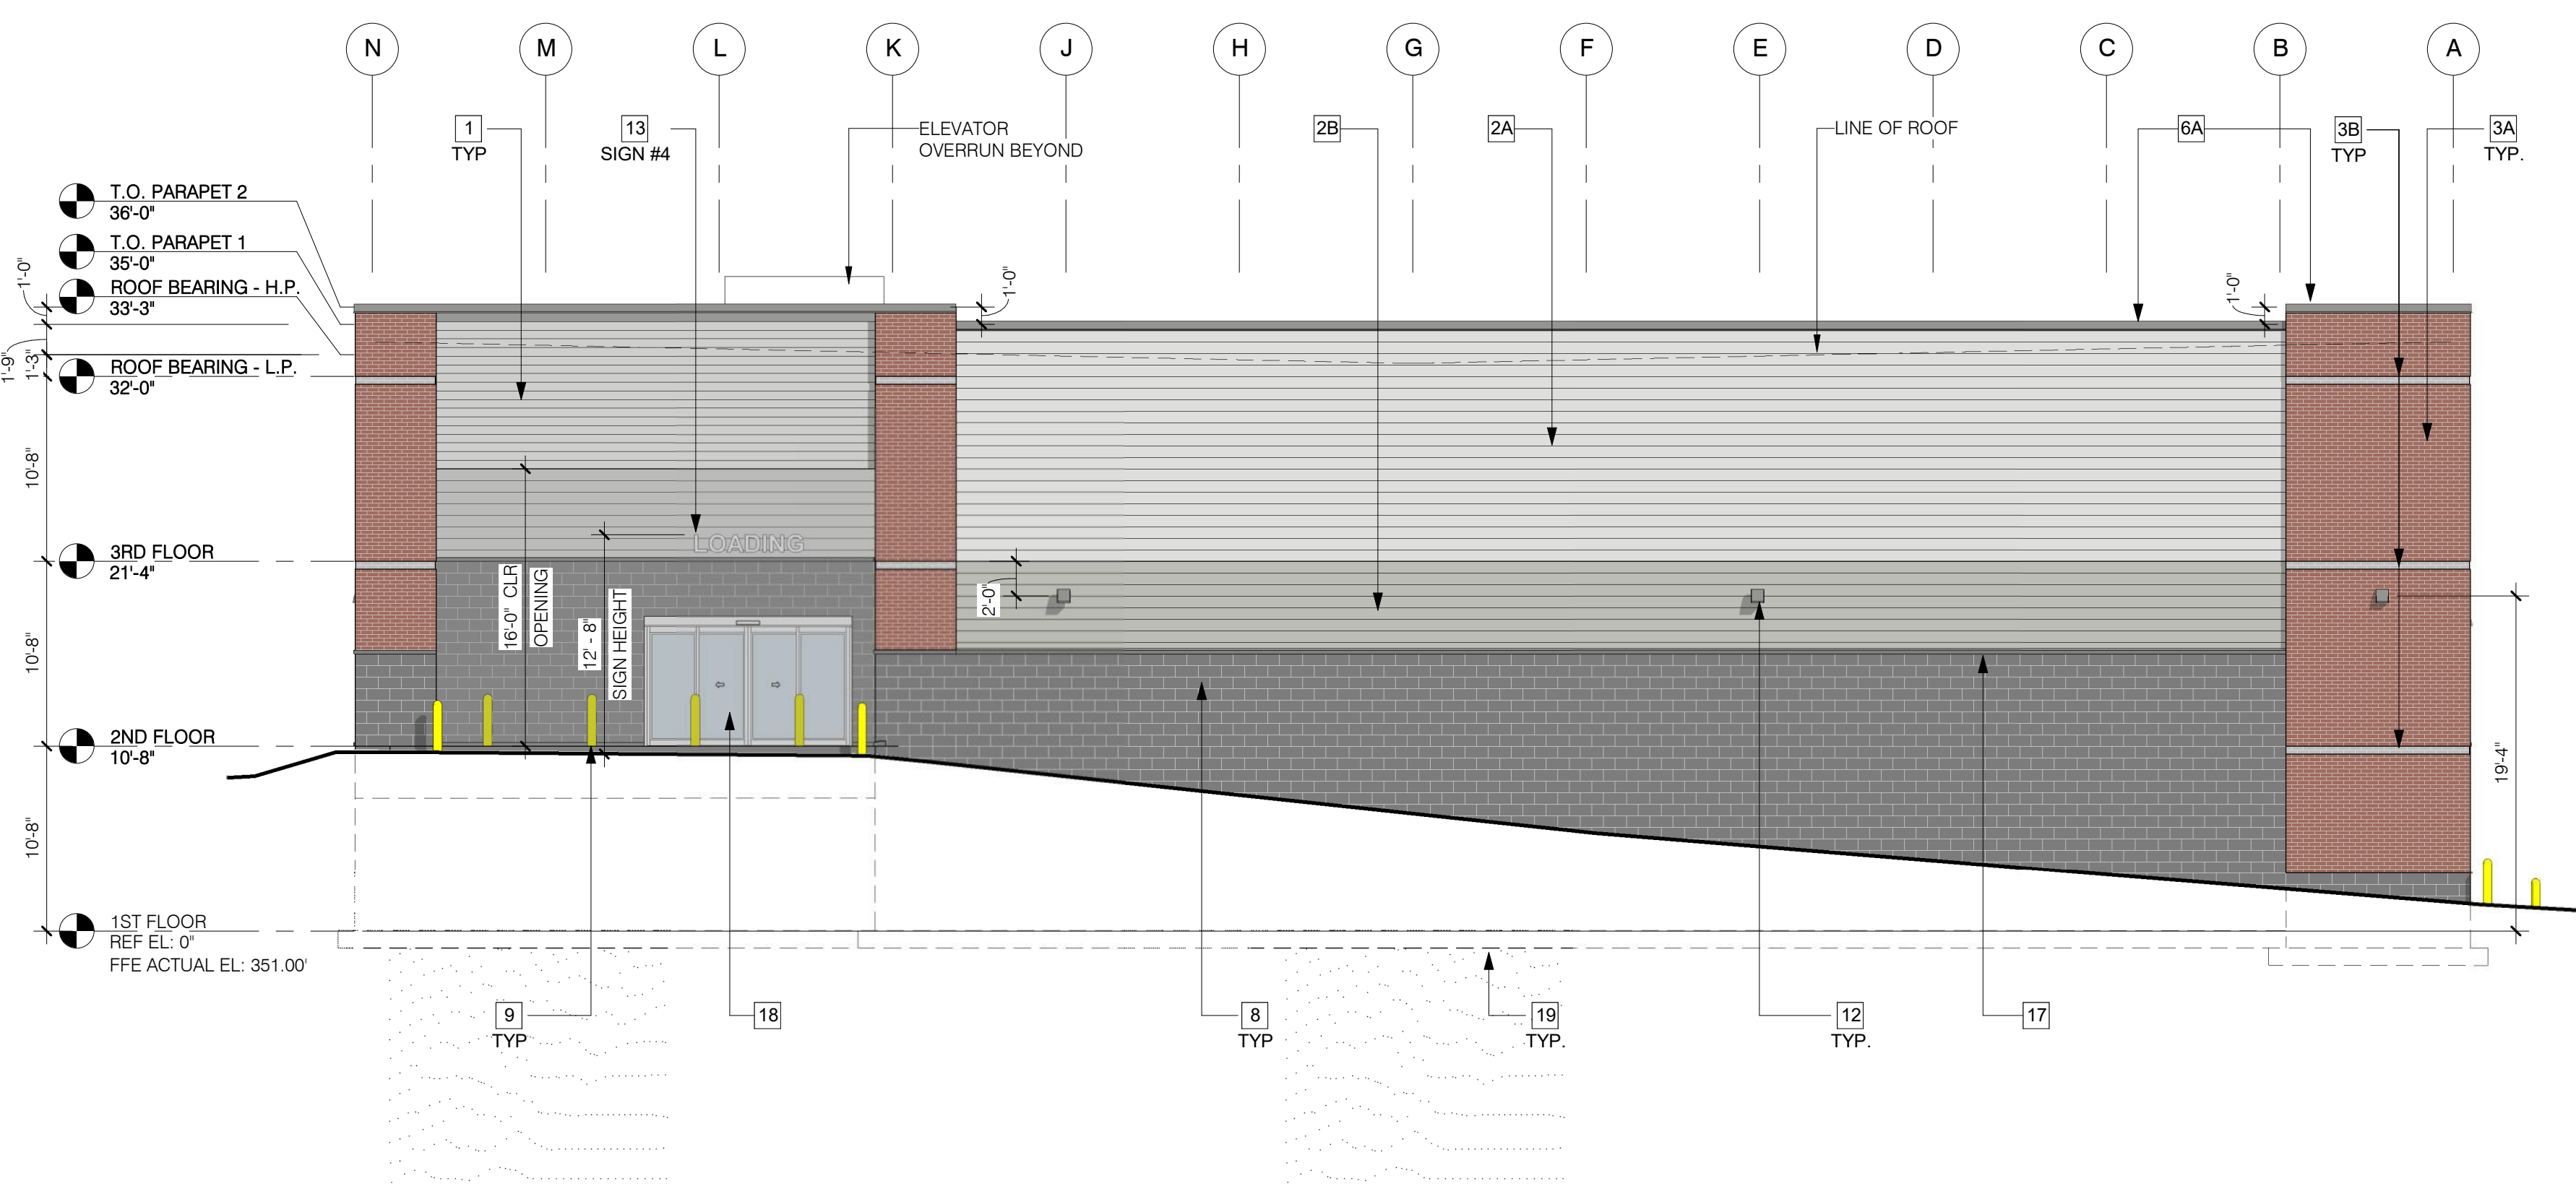 N M L K J H G F E D C B A
1
TYP
13
SIGN #4
ELEVATOR
OVERRUN BEYOND
2B
2A
LINE OF ROOF
6A
3B
TYP
3A
TYP.
T.O. PARAPET 2
36'-0"
T.O. PARAPET 1
35'-0"
ROOF BEARING - H.P.
33'-3"
ROOF BEARING - L.P.
32'-0"
3RD FLOOR
21'-4"
2ND FLOOR
10'-8"
1ST FLOOR
REF EL: 0"
FFE ACTUAL EL: 351.00'
1'-0"
1'-9"
1'-3"
10'-8"
10'-8"
10'-8"
1'-0"
1'-0"
LOADING
16'-0" CLR
OPENING
12' - 8"
SIGN HEIGHT
2'-0"
19'-4"
9
TYP
18
8
TYP
19
TYP.
12
TYP.
17